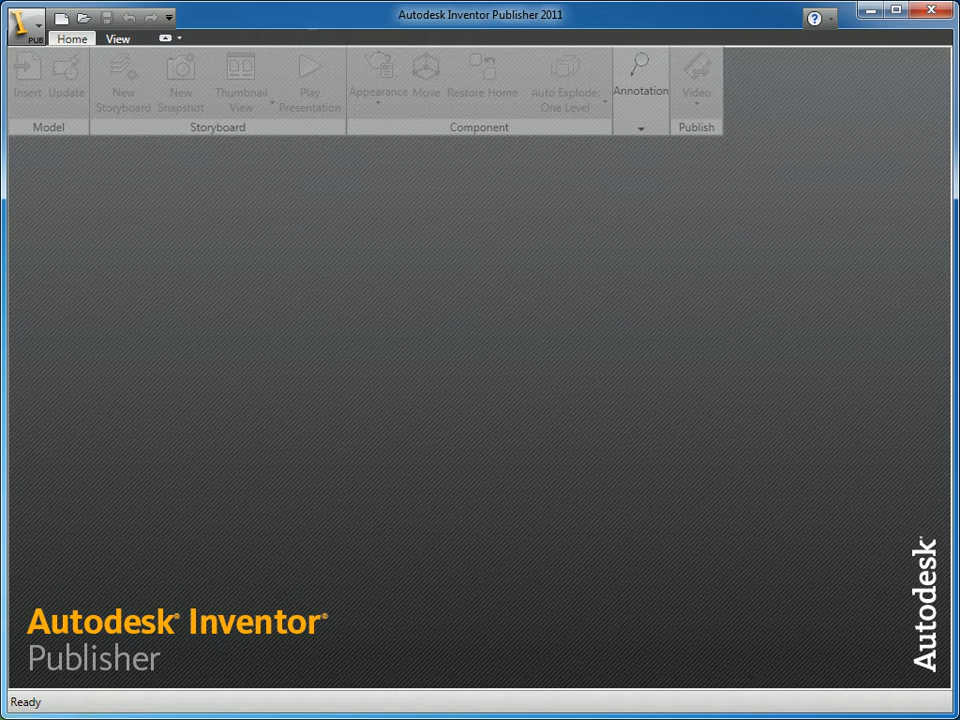 Autodesk Inventor Publisher 2011
PUB
Home View
Insert Update New Storyboard New Snapshot Thumbnail View Play Presentation Appearance Move Restore Home Auto Explode: One Level Annotation Video
Model Storyboard Component Publish
Autodesk® Inventor®
Publisher
Autodesk
Ready